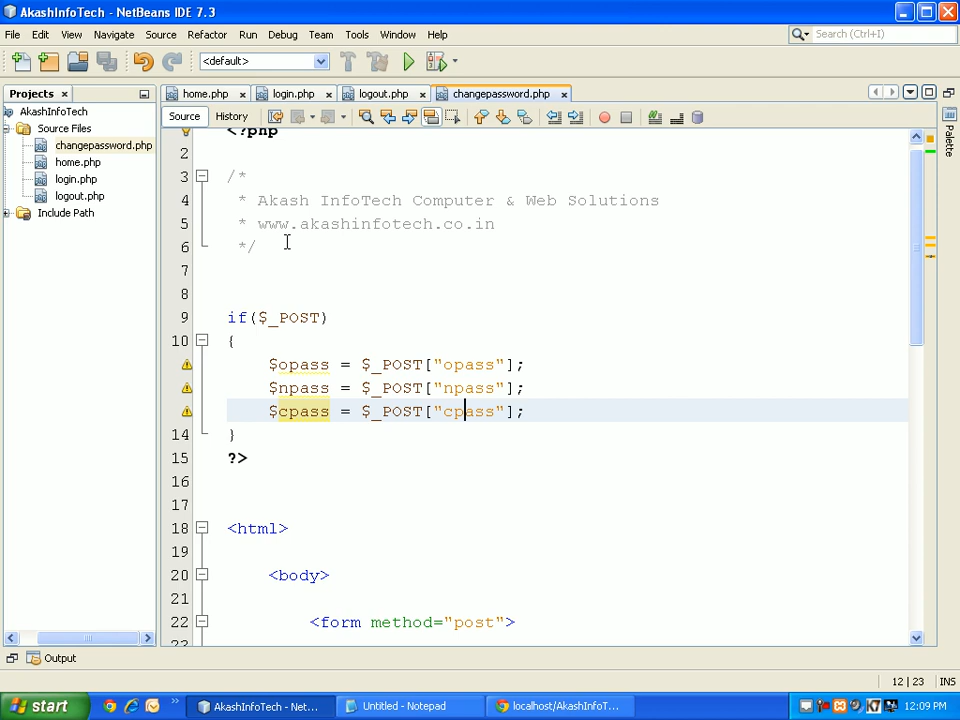 AkashInfoTech - NetBeans IDE 7.3
File Edit View Navigate Source Refactor Run Debug Team Tools Window Help
<default>
Search (Ctrl+I)
Projects
home.php
login.php
logout.php
changepassword.php
AkashInfoTech
Source Files
changepassword.php
home.php
login.php
logout.php
Include Path
Source
History
Palette
<?php
2
3 /*
4 * Akash InfoTech Computer & Web Solutions
5 * www.akashinfotech.co.in
6 */
7
8
9 if($_POST)
10 {
$opass = $_POST["opass"];
$npass = $_POST["npass"];
$cpass = $_POST["cpass"];
14 }
15 ?>
16
17
18 <html>
19
20 <body>
21
22 <form method="post">
23
Output
12 | 23
INS
start
AkashInfoTech - Net...
Untitled - Notepad
localhost/AkashInfoT...
12:09 PM